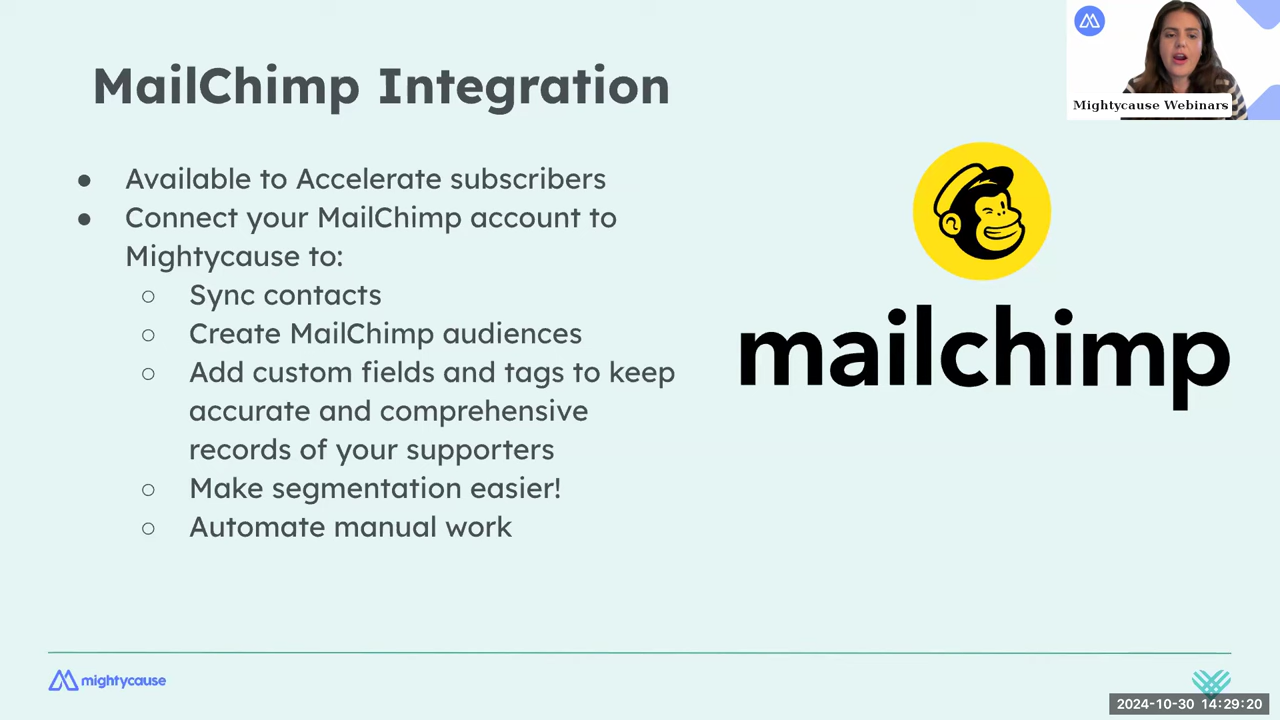 MailChimp Integration
Mightycause Webinars
● Available to Accelerate subscribers
● Connect your MailChimp account to
Mightycause to:
○ Sync contacts
○ Create MailChimp audiences
○ Add custom fields and tags to keep
accurate and comprehensive
records of your supporters
○ Make segmentation easier!
○ Automate manual work
mailchimp
mightycause
2024-10-30 14:29:20